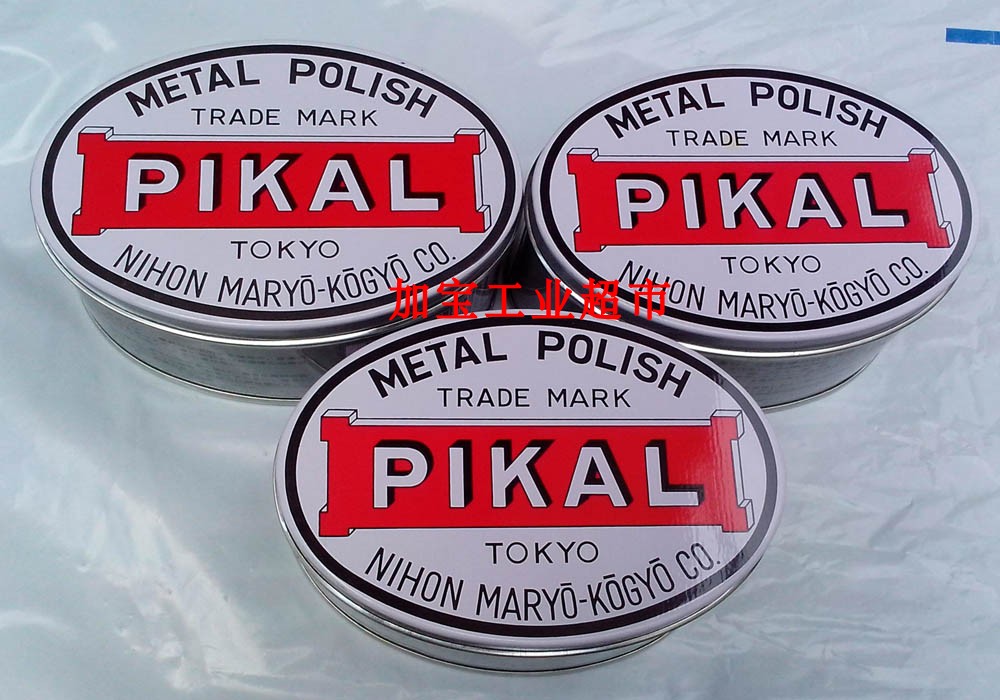 METAL POLISH
TRADE MARK
PIKAL
TOKYO
NIHON MARYŌ-KŌGYŌ CO.
METAL POLISH
TRADE MARK
PIKAL
TOKYO
NIHON MARYŌ-KŌGYŌ CO.
加宝工业超市
METAL POLISH
TRADE MARK
PIKAL
TOKYO
NIHON MARYŌ-KŌGYŌ CO.